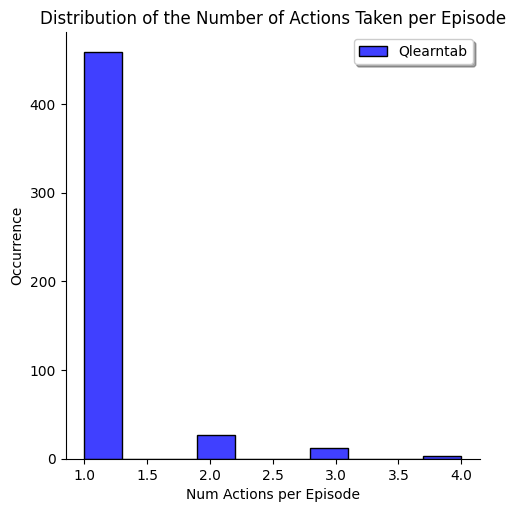 Distribution of the Number of Actions Taken per Episode
Qlearntab
Occurrence
400
300
200
100
0
1.0 1.5 2.0 2.5 3.0 3.5 4.0
Num Actions per Episode